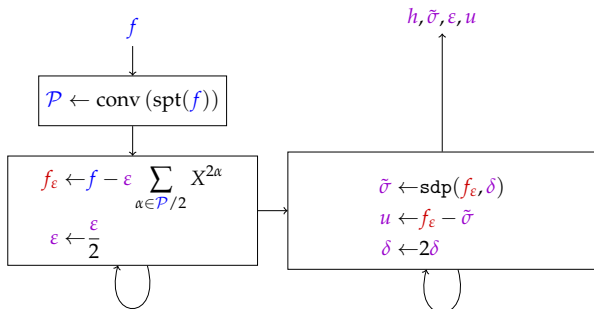 f
𝒫 ← conv (spt(f))
f_ε ← f − ε ∑_{α∈𝒫/2} X^{2α}
ε ← ε/2
h, σ̃, ε, u
σ̃ ← sdp(f_ε, δ)
u ← f_ε − σ̃
δ ← 2δ